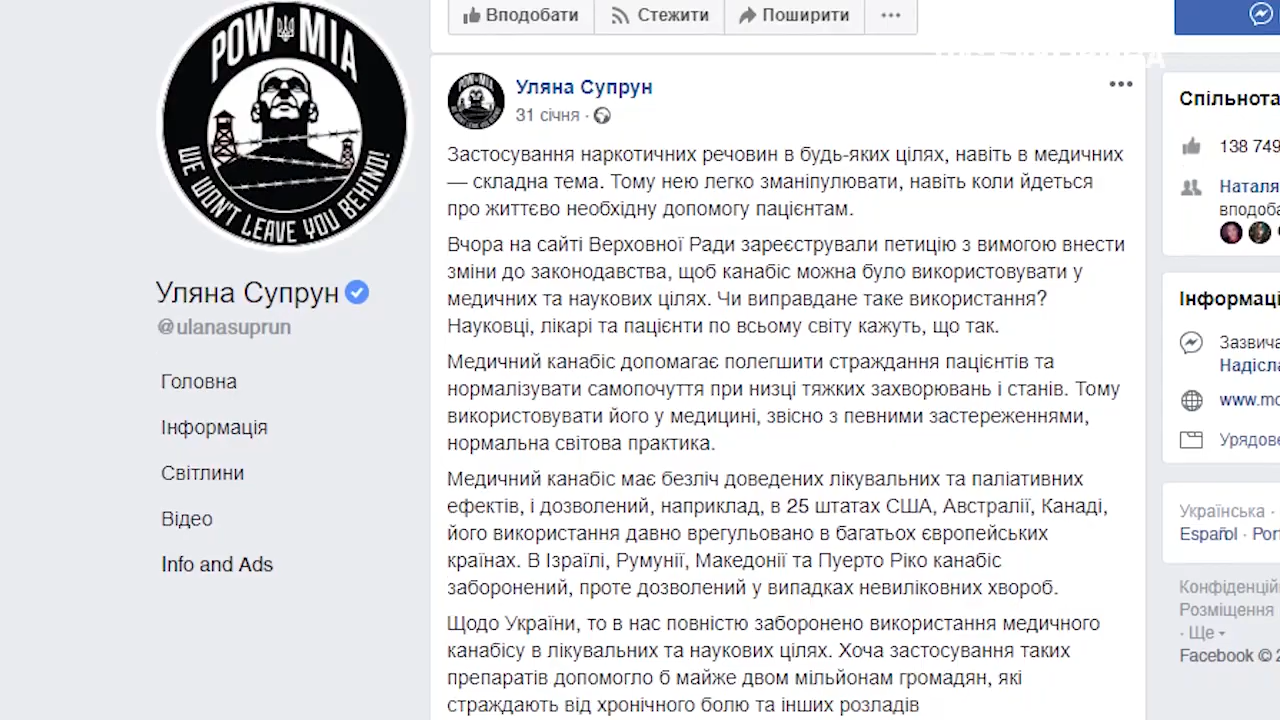 POW MIA
WE WON'T LEAVE YOU BEHIND!
Уляна Супрун
@ulanasuprun
Головна
Інформація
Світлини
Відео
Info and Ads
Вподобати
Стежити
Поширити
POW MIA
Уляна Супрун
31 січня ·
Застосування наркотичних речовин в будь-яких цілях, навіть в медичних
— складна тема. Тому нею легко зманіпулювати, навіть коли йдеться
про життєво необхідну допомогу пацієнтам.
Вчора на сайті Верховної Ради зареєстрували петицію з вимогою внести
зміни до законодавства, щоб канабіс можна було використовувати у
медичних та наукових цілях. Чи виправдане таке використання?
Науковці, лікарі та пацієнти по всьому світу кажуть, що так.
Медичний канабіс допомагає полегшити страждання пацієнтів та
нормалізувати самопочуття при низці тяжких захворювань і станів. Тому
використовувати його у медицині, звісно з певними застереженнями,
нормальна світова практика.
Медичний канабіс має безліч доведених лікувальних та паліативних
ефектів, і дозволений, наприклад, в 25 штатах США, Австралії, Канаді,
його використання давно врегульовано в багатьох європейських
країнах. В Ізраїлі, Румунії, Македонії та Пуерто Ріко канабіс
заборонений, проте дозволений у випадках невиліковних хвороб.
Щодо України, то в нас повністю заборонено використання медичного
канабісу в лікувальних та наукових цілях. Хоча застосування таких
препаратів допомогло б майже двом мільйонам громадян, які
страждають від хронічного болю та інших розладів
Спільнота
138 749
Наталя
вподоба
Інформаці
Зазвича
Надісла
www.mo
Урядове
Українська ·
Español · Por
Конфіденцій
Розміщення
· Ще
Facebook © 2